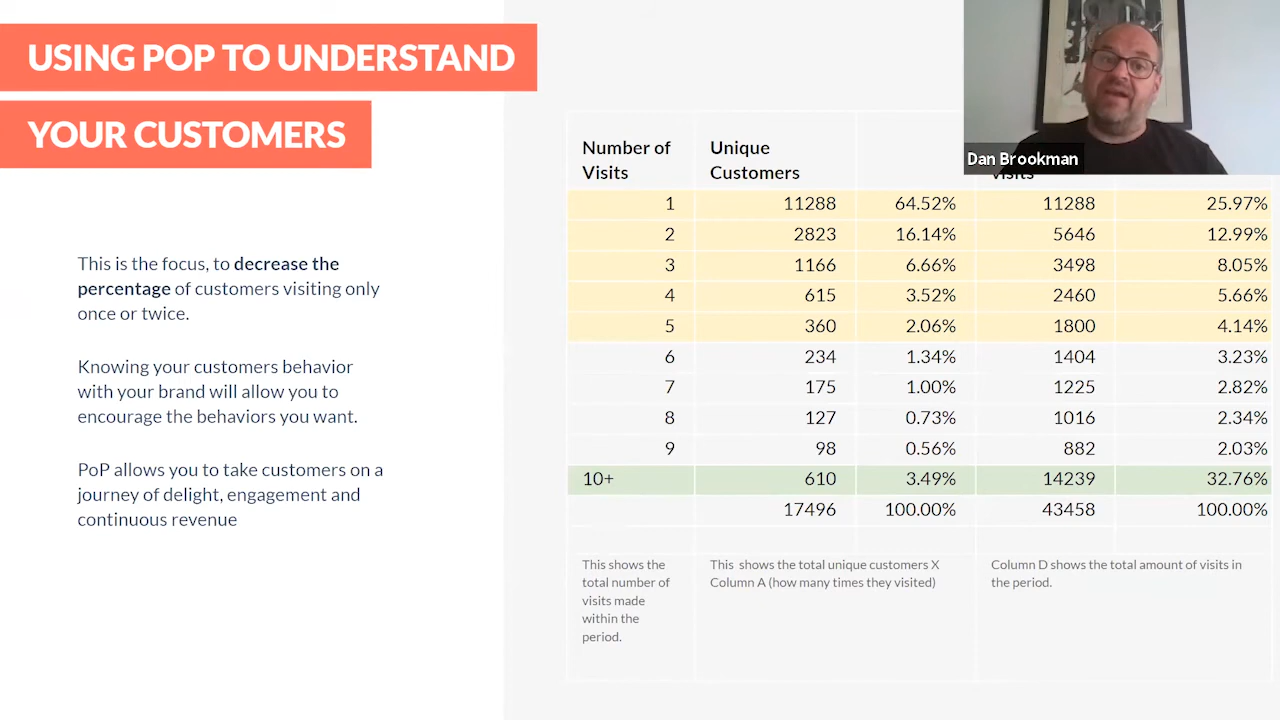 USING POP TO UNDERSTAND
YOUR CUSTOMERS
This is the focus, to decrease the
percentage of customers visiting only
once or twice.
Knowing your customers behavior
with your brand will allow you to
encourage the behaviors you want.
PoP allows you to take customers on a
journey of delight, engagement and
continuous revenue
Dan Brookman
Number of Visits Unique Customers visits
1 11288 64.52% 11288 25.97%
2 2823 16.14% 5646 12.99%
3 1166 6.66% 3498 8.05%
4 615 3.52% 2460 5.66%
5 360 2.06% 1800 4.14%
6 234 1.34% 1404 3.23%
7 175 1.00% 1225 2.82%
8 127 0.73% 1016 2.34%
9 98 0.56% 882 2.03%
10+ 610 3.49% 14239 32.76%
17496 100.00% 43458 100.00%
This shows the
total number of
visits made
within the
period.
This  shows the total unique customers X
Column A (how many times they visited)
Column D shows the total amount of visits in
the period.